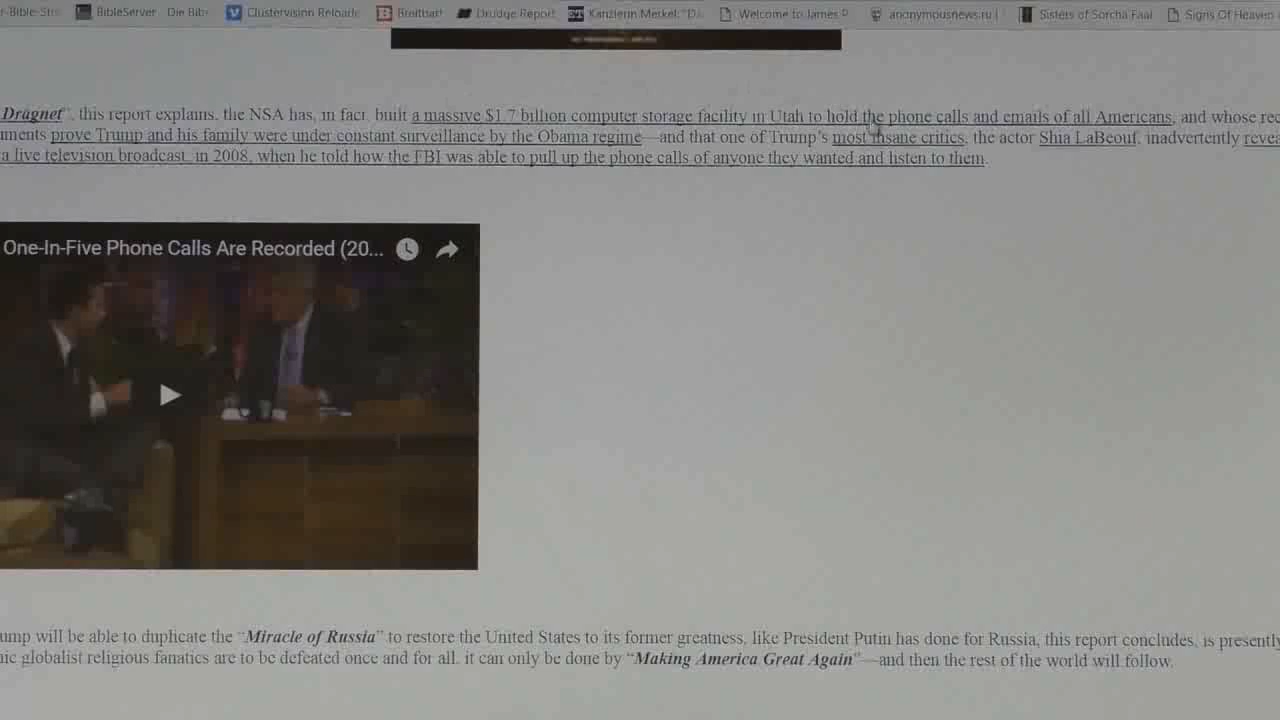 r-Bible-Stro BibleServer Die Bibe Clustervision Reloade Breitbart Drudge Report Kanzlerin Merkel: "Da Welcome to James P anonymousnews.ru | Sisters of Sorcha Faal Signs Of Heaven
Dragnet”, this report explains, the NSA has, in fact, built a massive $1.7 billion computer storage facility in Utah to hold the phone calls and emails of all Americans, and whose rec
uments prove Trump and his family were under constant surveillance by the Obama regime—and that one of Trump’s most insane critics, the actor Shia LaBeouf, inadvertently revea
a live television broadcast in 2008, when he told how the FBI was able to pull up the phone calls of anyone they wanted and listen to them.
One-In-Five Phone Calls Are Recorded (20...
ump will be able to duplicate the “Miracle of Russia” to restore the United States to its former greatness, like President Putin has done for Russia, this report concludes, is presently
nic globalist religious fanatics are to be defeated once and for all, it can only be done by “Making America Great Again”—and then the rest of the world will follow.